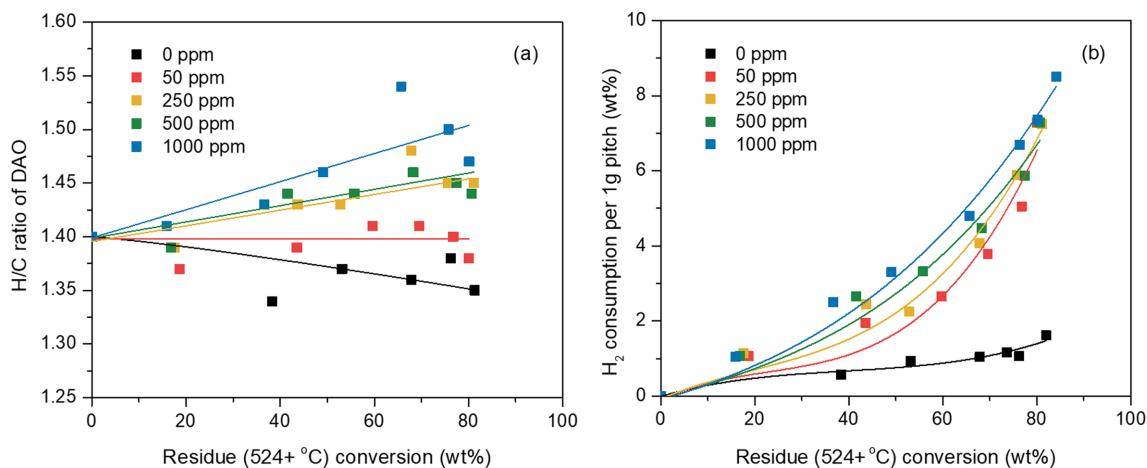 (a)
0 ppm
50 ppm
250 ppm
500 ppm
1000 ppm
1.60
1.55
1.50
1.45
1.40
1.35
1.30
1.25
H/C ratio of DAO
0 20 40 60 80 100
Residue (524+ °C) conversion (wt%)
(b)
0 ppm
50 ppm
250 ppm
500 ppm
1000 ppm
10
8
6
4
2
0
H₂ consumption per 1g pitch (wt%)
0 20 40 60 80 100
Residue (524+ °C) conversion (wt%)